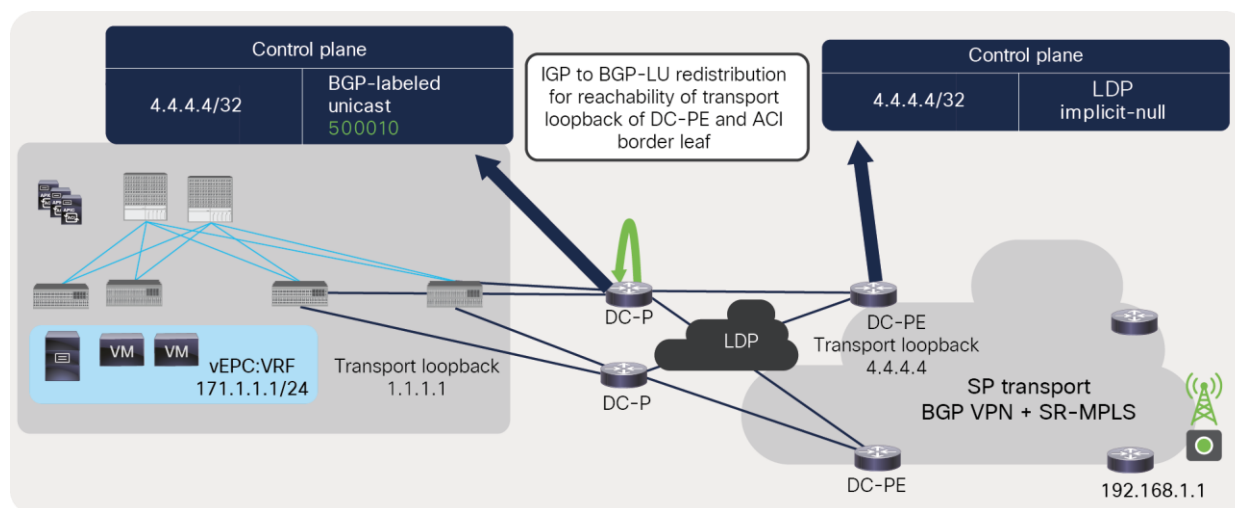 Control plane
4.4.4.4/32
BGP-labeled
unicast
500010
IGP to BGP-LU redistribution
for reachability of transport
loopback of DC-PE and ACI
border leaf
Control plane
4.4.4.4/32
LDP
implicit-null
DC-P
LDP
DC-PE
Transport loopback
4.4.4.4
VM
VM
vEPC:VRF
171.1.1.1/24
Transport loopback
1.1.1.1
DC-P
SP transport
BGP VPN + SR-MPLS
DC-PE
192.168.1.1